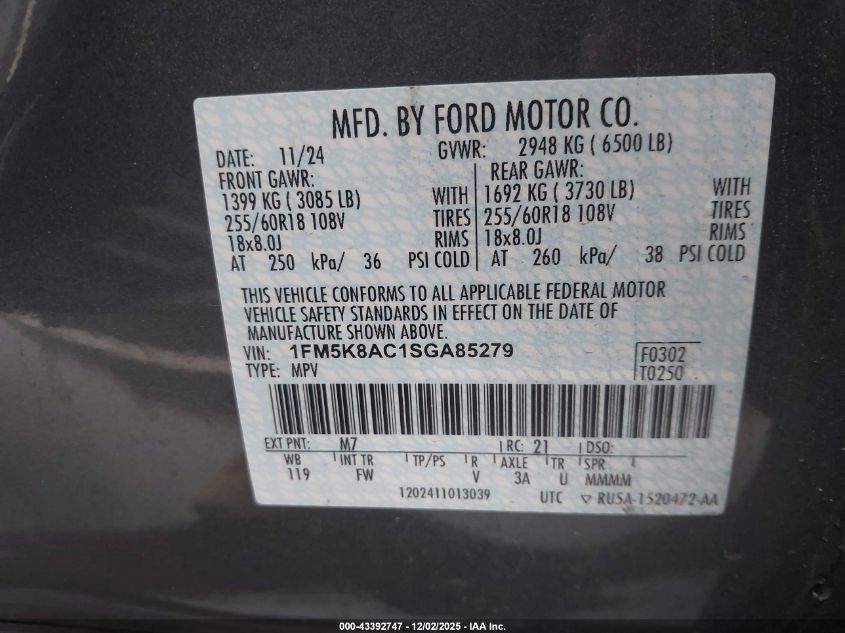 MFD. BY FORD MOTOR CO.
DATE: 11/24 GVWR: 2948 KG ( 6500 LB)
FRONT GAWR: REAR GAWR:
1399 KG ( 3085 LB) WITH 1692 KG ( 3730 LB) WITH
255/60R18 108V TIRES 255/60R18 108V TIRES
18x8.0J RIMS 18x8.0J RIMS
AT 250 kPa/ 36 PSI COLD AT 260 kPa/ 38 PSI COLD
THIS VEHICLE CONFORMS TO ALL APPLICABLE FEDERAL MOTOR
VEHICLE SAFETY STANDARDS IN EFFECT ON THE DATE OF
MANUFACTURE SHOWN ABOVE.
VIN: 1FM5K8AC1SGA85279 F0302
TYPE: MPV T0250
EXT PNT: M7 RC: 21 DSO:
WB INT TR TP/PS R AXLE TR SPR
119 FW V 3A U MMMM
1202411013039 UTC ▽ RU5A-1520472-AA
000-43392747 - 12/02/2025 - IAA Inc.